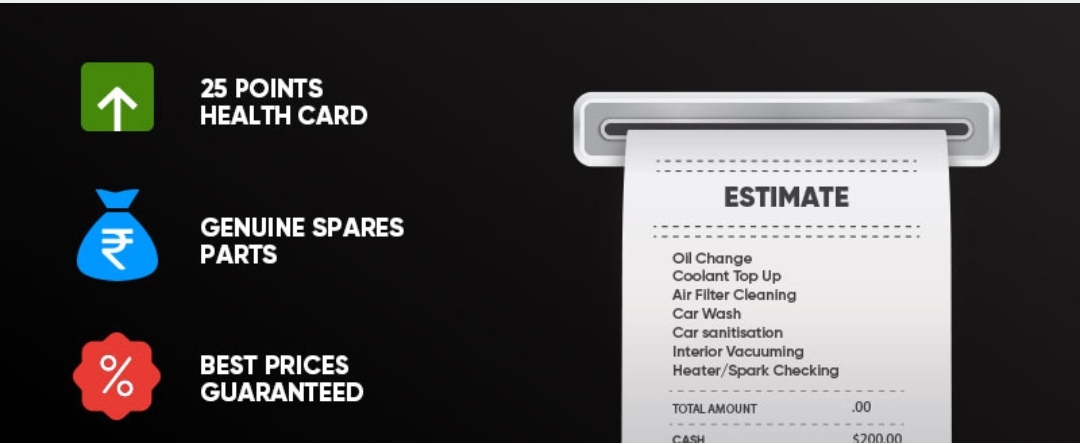 25 POINTS
HEALTH CARD
GENUINE SPARES
PARTS
BEST PRICES
GUARANTEED
ESTIMATE
Oil Change
Coolant Top Up
Air Filter Cleaning
Car Wash
Car sanitisation
Interior Vacuuming
Heater/Spark Checking
TOTAL AMOUNT .00
CASH $200.00